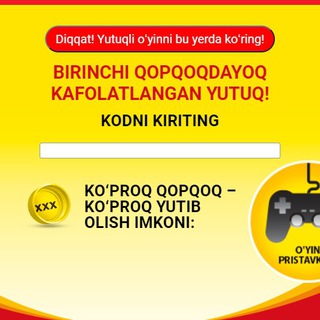 Diqqat! Yutuqli o'yinni bu yerda ko'ring!
BIRINCHI QOPQOQDAYOQ
KAFOLATLANGAN YUTUQ!
KODNI KIRITING
XXX
KO‘PROQ QOPQOQ –
KO‘PROQ YUTIB
OLISH IMKONI:
O‘YIN